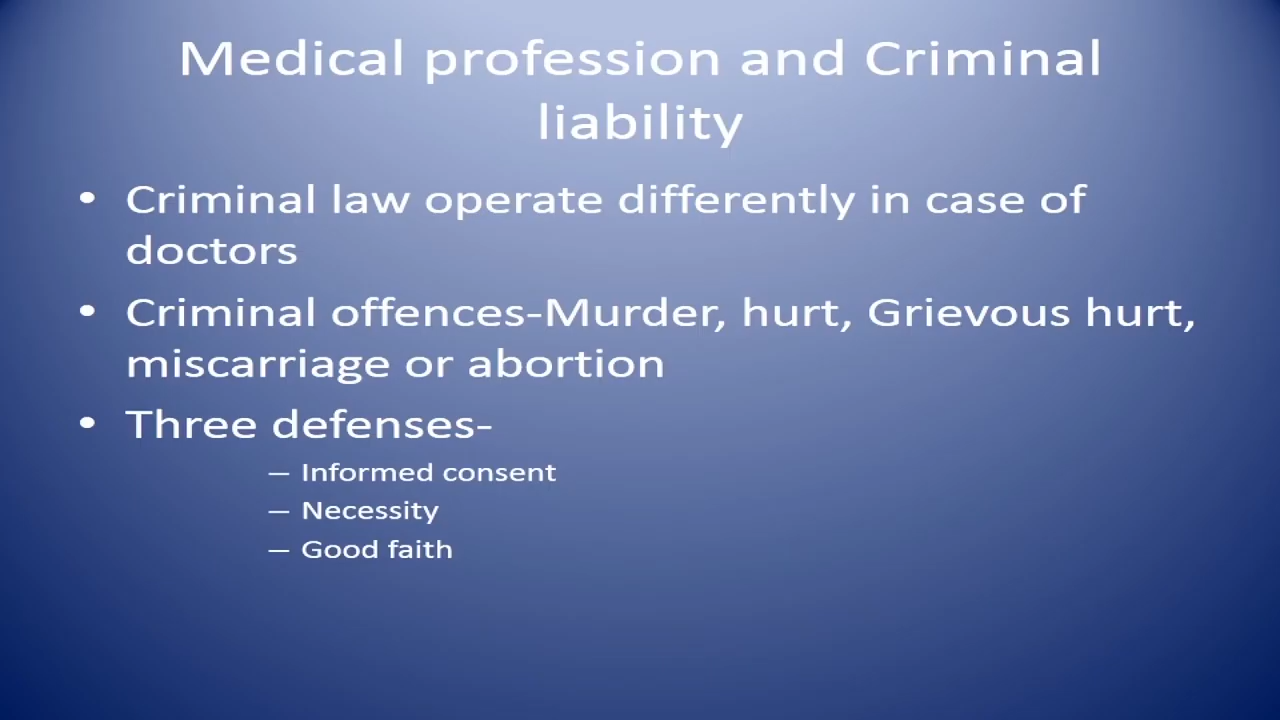 Medical profession and Criminal
liability
• Criminal law operate differently in case of
doctors
• Criminal offences-Murder, hurt, Grievous hurt,
miscarriage or abortion
• Three defenses-
– Informed consent
– Necessity
– Good faith